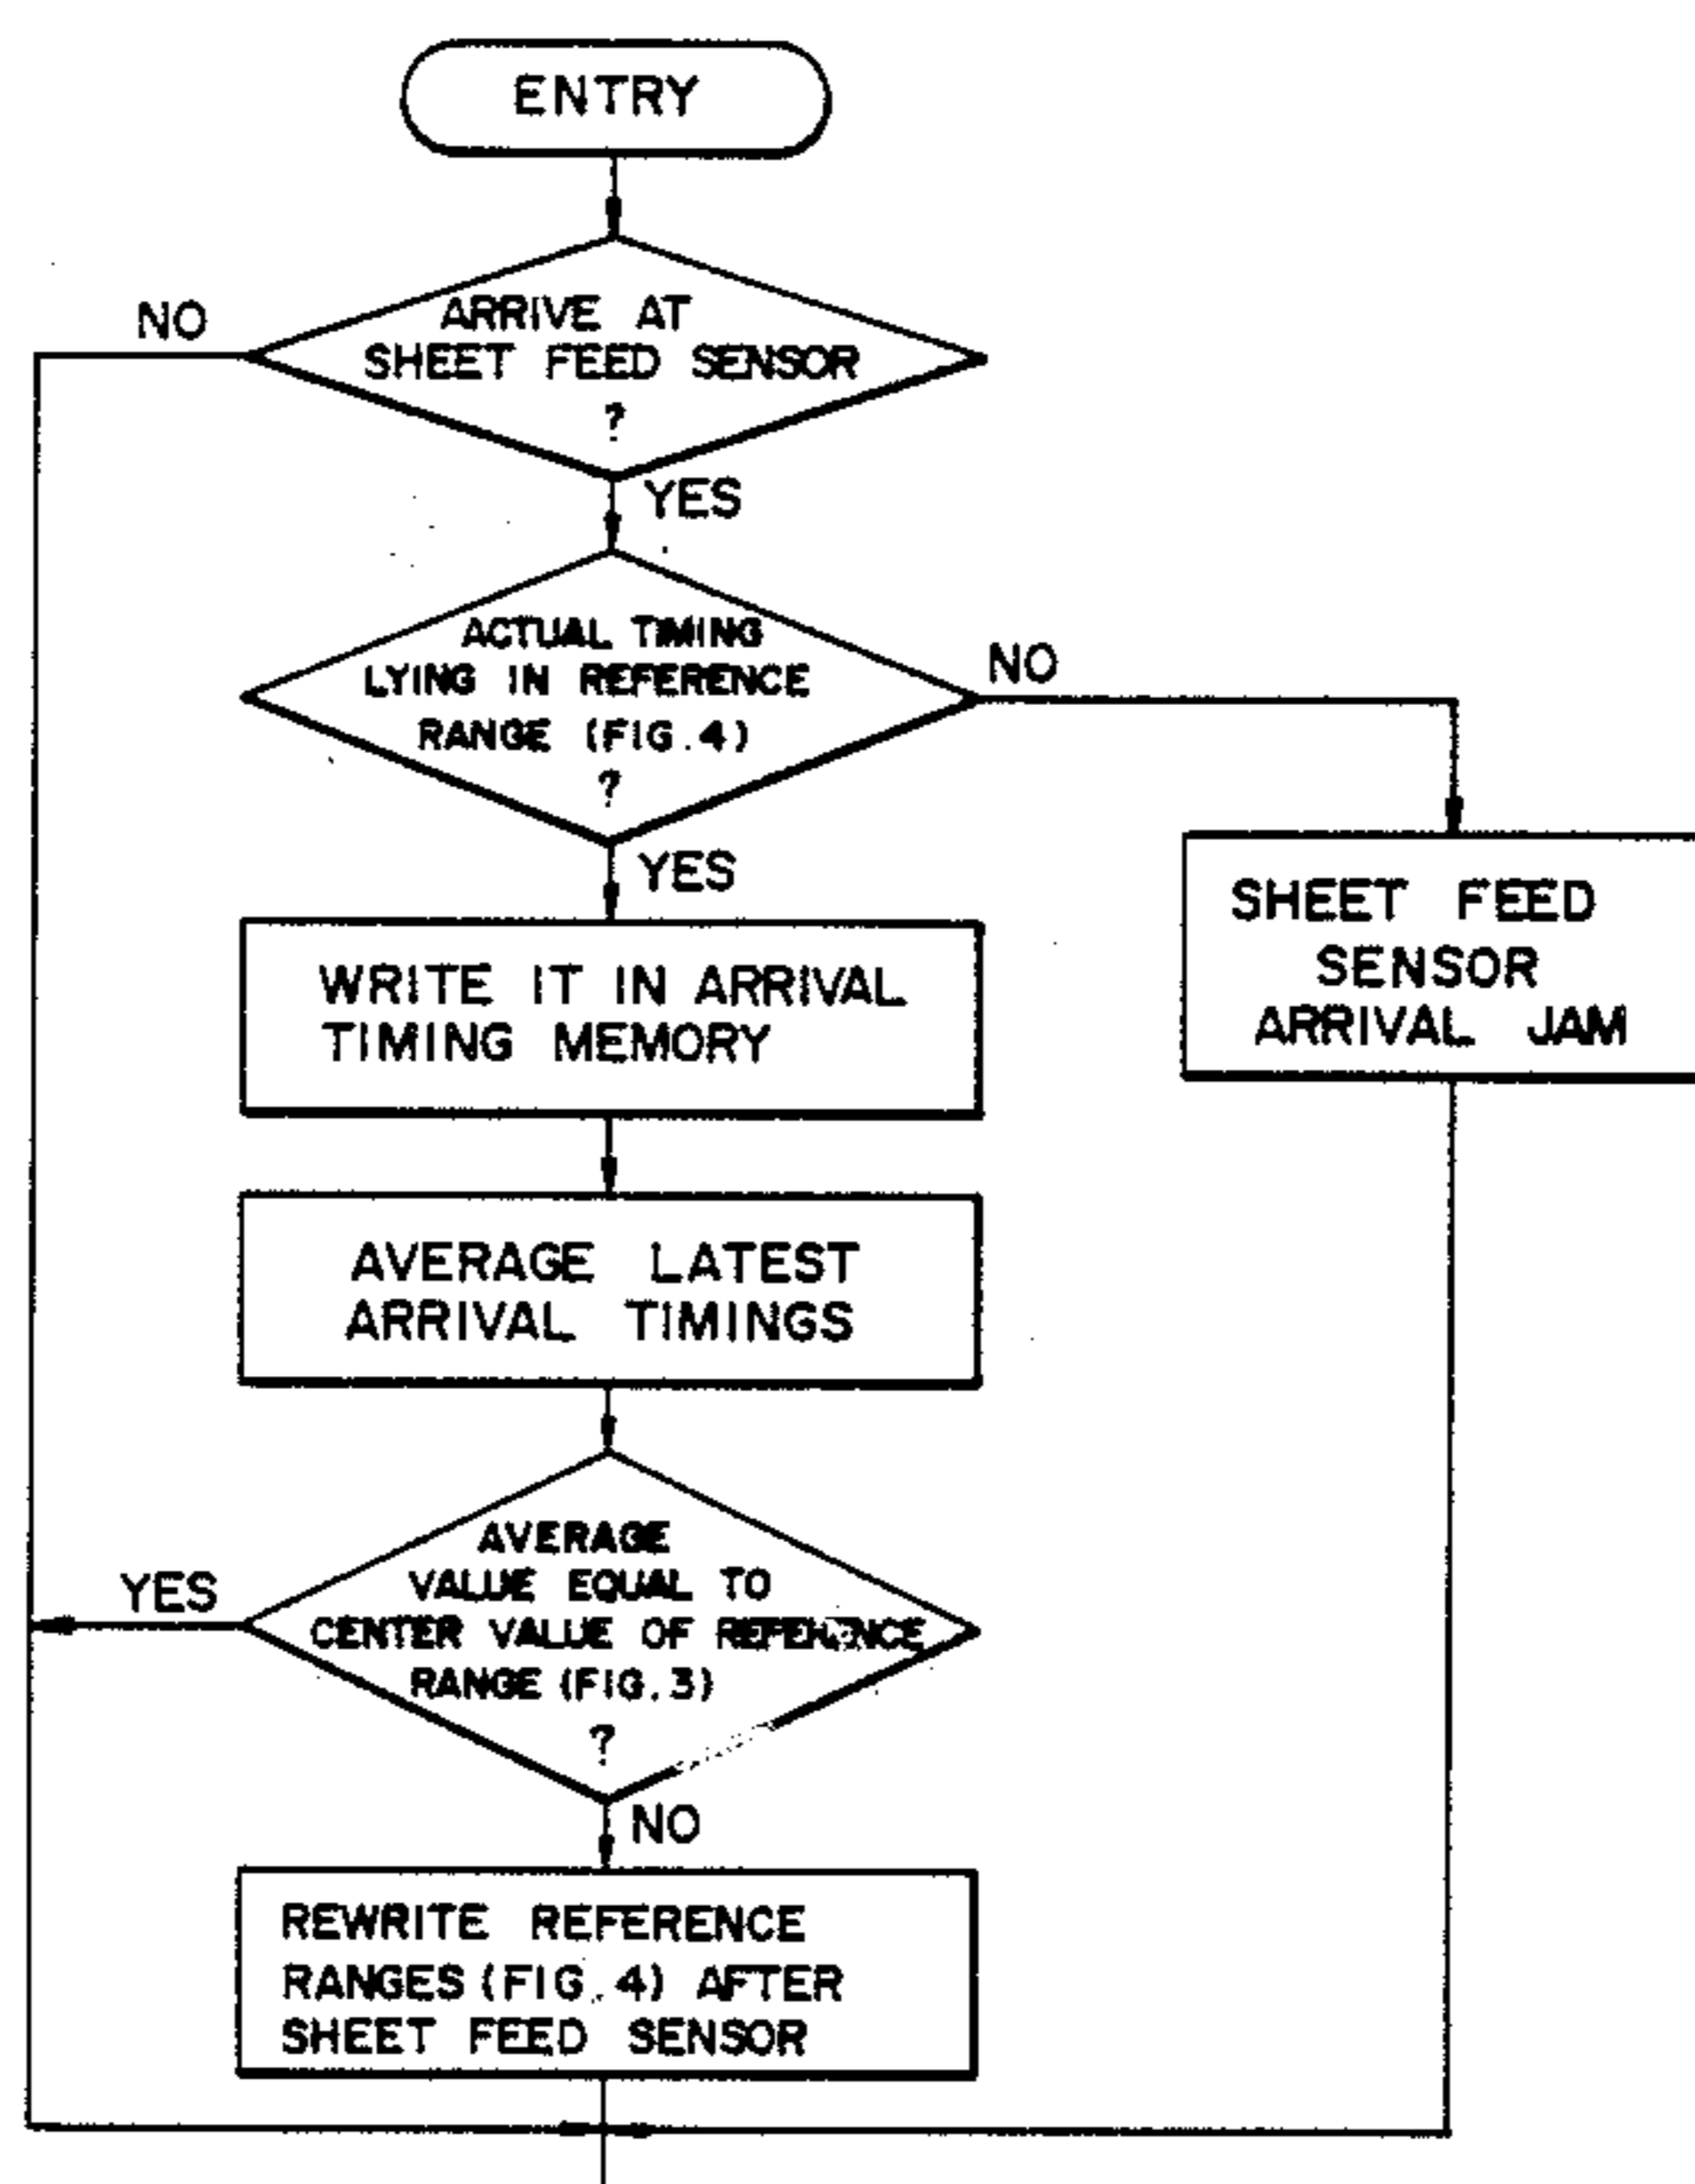 ENTRY
NO
ARRIVE AT
SHEET FEED SENSOR
?
YES
ACTUAL TIMING
LYING IN REFERENCE
RANGE (FIG.4)
?
NO
YES
WRITE IT IN ARRIVAL
TIMING MEMORY
SHEET FEED
SENSOR
ARRIVAL JAM
AVERAGE LATEST
ARRIVAL TIMINGS
YES
AVERAGE
VALUE EQUAL TO
CENTER VALUE OF REFERENCE
RANGE (FIG.3)
?
NO
REWRITE REFERENCE
RANGES (FIG.4) AFTER
SHEET FEED SENSOR